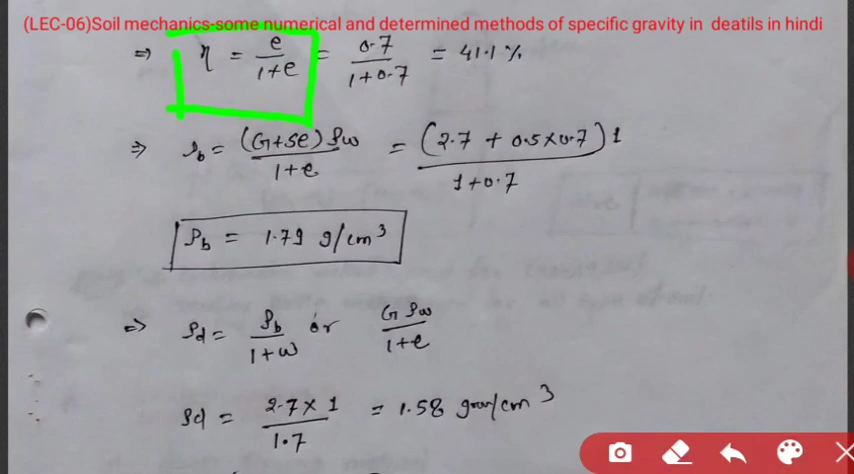 (LEC-06)Soil mechanics-some numerical and determined methods of specific gravity in deatils in hindi
⇒ η = e/(1+e) = 0.7/(1+0.7) = 41.1 %
⇒ ρb = (G+Se) ρw/(1+e) = (2.7 + 0.5×0.7) 1/(1+0.7)
ρb = 1.79 g/cm³
⇒ ρd = ρb/(1+w) or G ρw/(1+e)
ρd = 2.7×1/1.7 = 1.58 gram/cm³